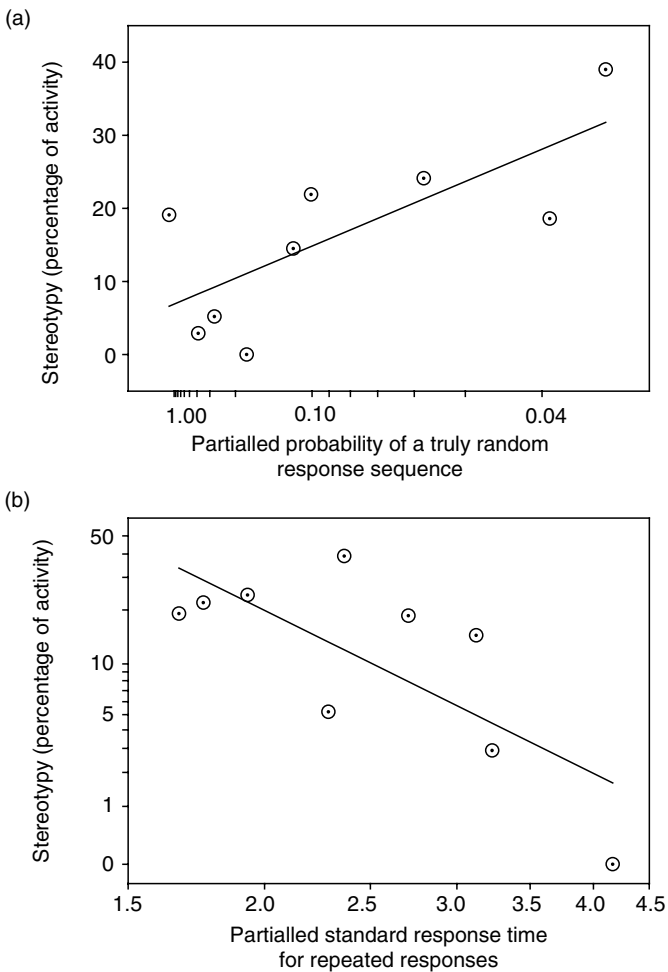 (a)
Stereotypy (percentage of activity)
40
30
20
10
0
1.00 0.10 0.04
Partialled probability of a truly random
response sequence
(b)
Stereotypy (percentage of activity)
50
10
5
1
0
1.5 2.0 2.5 3.0 3.5 4.0 4.5
Partialled standard response time
for repeated responses